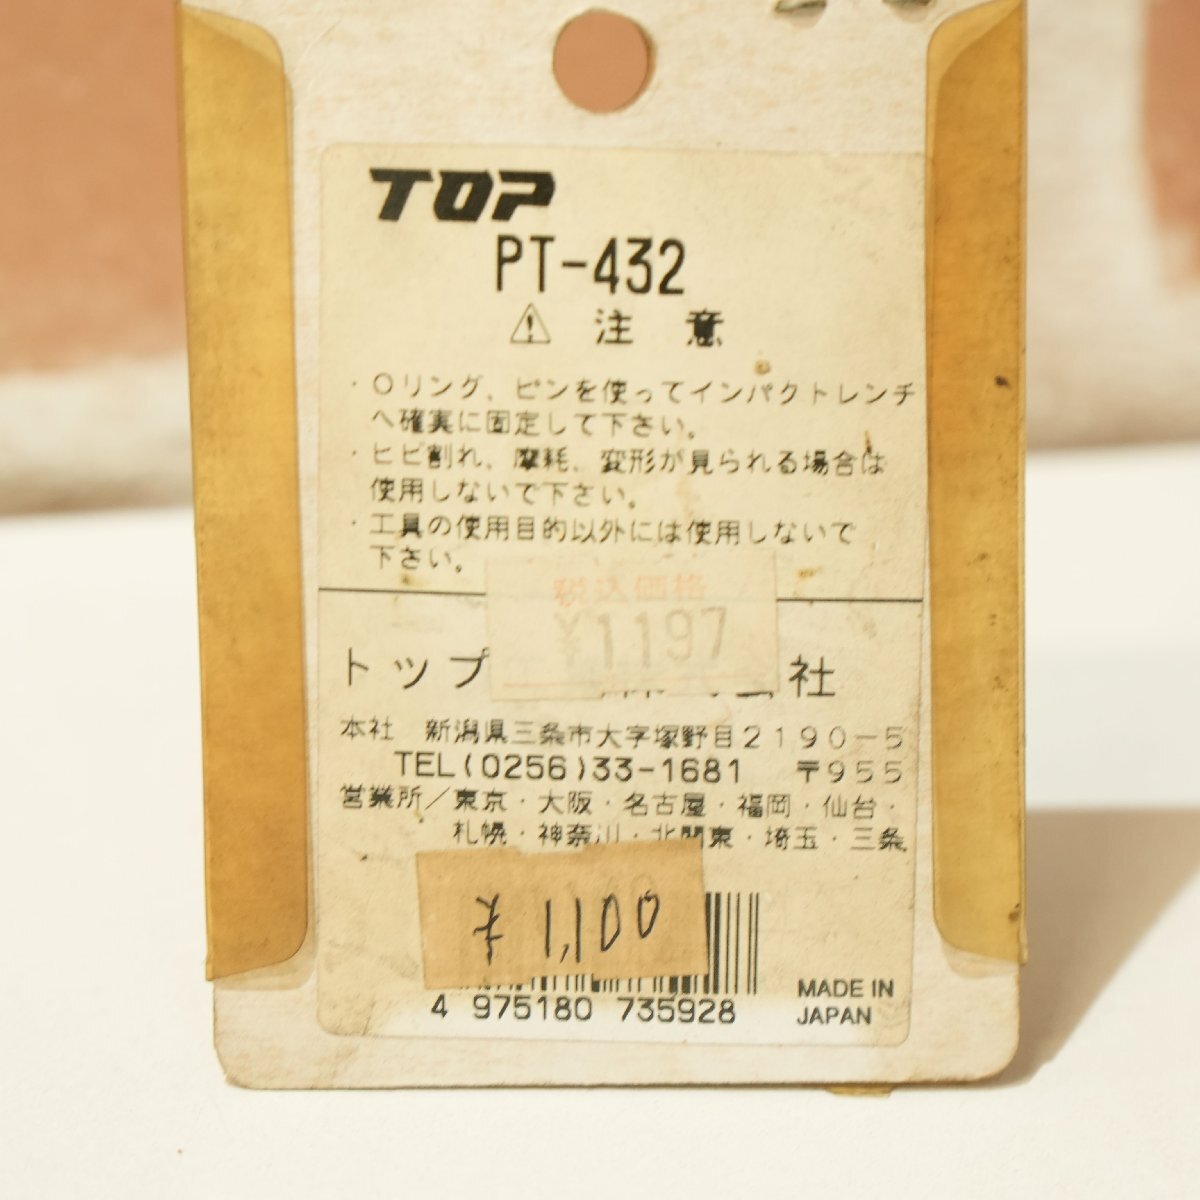 TOP
PT-432
⚠ 注 意
・Oリング、ピンを使ってインパクトレンチ
へ確実に固定して下さい。
・ヒビ割れ、摩耗、変形が見られる場合は
使用しないで下さい。
・工具の使用目的以外には使用しないで
下さい。
税込価格
¥1197
トップ 社
本社 新潟県三条市大字塚野目2190-5
TEL(0256)33-1681 〒955
営業所/東京・大阪・名古屋・福岡・仙台・
札幌・神奈川・北関東・埼玉・三条
¥1,100
4 975180 735928
MADE IN
JAPAN